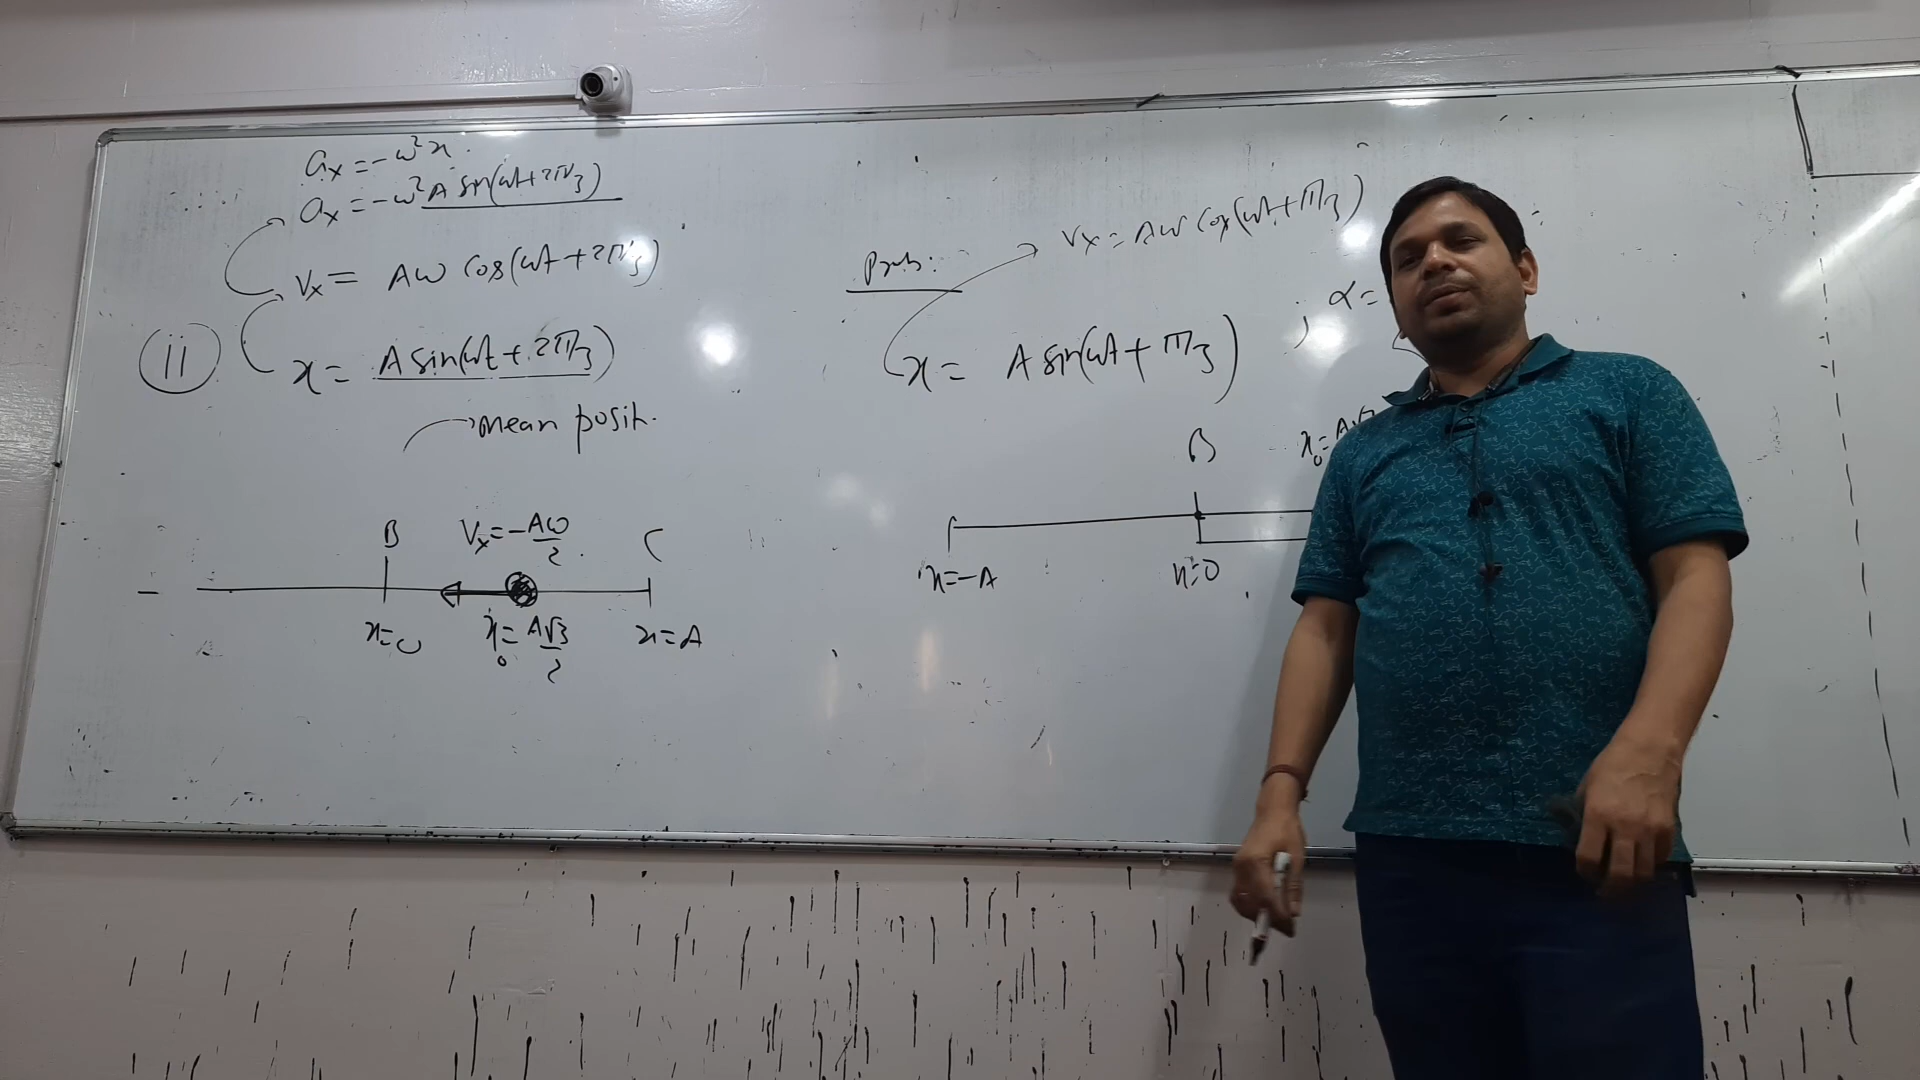 aₓ = -ω²x.
aₓ = -ω²A sin(ωt+2π/3)
vₓ = Aω cos(ωt+2π/3)
(ii) x = A sin(ωt + 2π/3)
mean posit.
B vₓ = -Aω/2 . C
x=0 x₀ = A√3/2 x=A
Prob:
vₓ = Aω cos(ωt+π/3)
x = A sin(ωt+π/3) ; α=
B x₀=
x=-A x=0